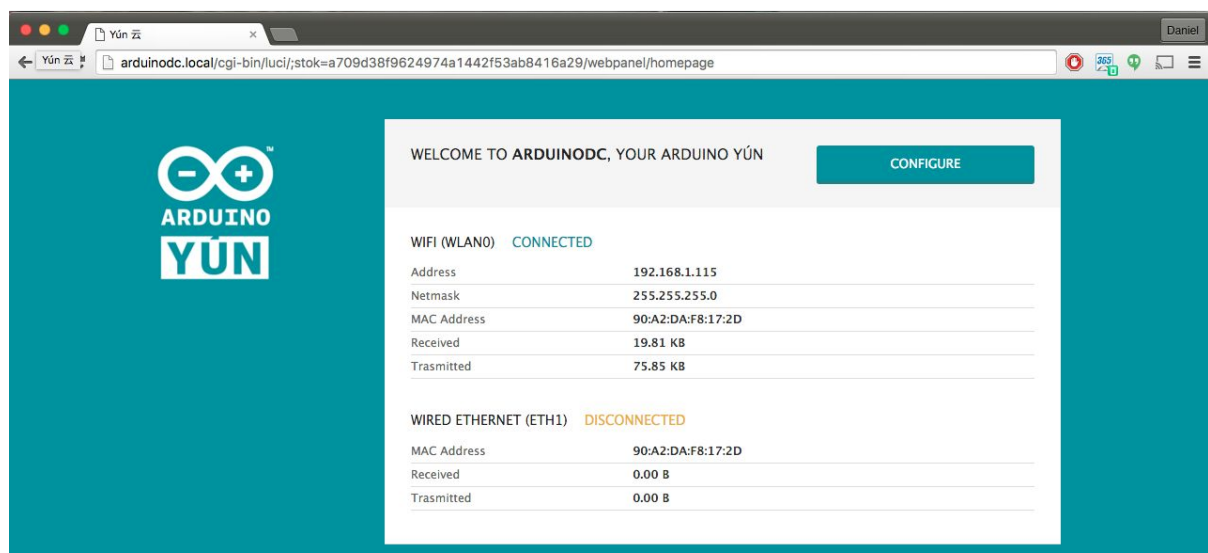 Yún 云
Daniel
Yún 云
arduinodc.local/cgi-bin/luci/;stok=a709d38f9624974a1442f53ab8416a29/webpanel/homepage
365
ARDUINO
YÚN
TM
WELCOME TO ARDUINODC, YOUR ARDUINO YÚN
CONFIGURE
WIFI (WLAN0) CONNECTED
Address 192.168.1.115
Netmask 255.255.255.0
MAC Address 90:A2:DA:F8:17:2D
Received 19.81 KB
Trasmitted 75.85 KB
WIRED ETHERNET (ETH1) DISCONNECTED
MAC Address 90:A2:DA:F8:17:2D
Received 0.00 B
Trasmitted 0.00 B